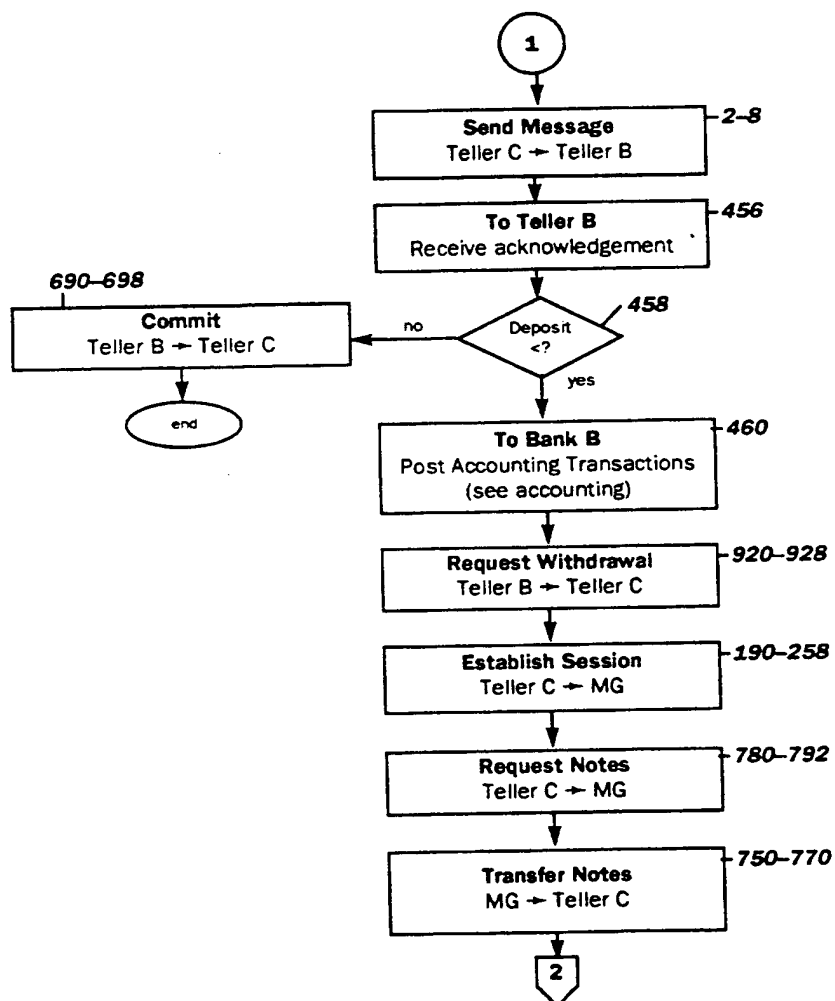 1
Send Message
Teller C → Teller B
2–8
To Teller B
Receive acknowledgement
456
690–698
Commit
Teller B → Teller C
no
Deposit
<?
458
yes
end
To Bank B
Post Accounting Transactions
(see accounting)
460
Request Withdrawal
Teller B → Teller C
920–928
Establish Session
Teller C → MG
190–258
Request Notes
Teller C → MG
780–792
Transfer Notes
MG → Teller C
750–770
2